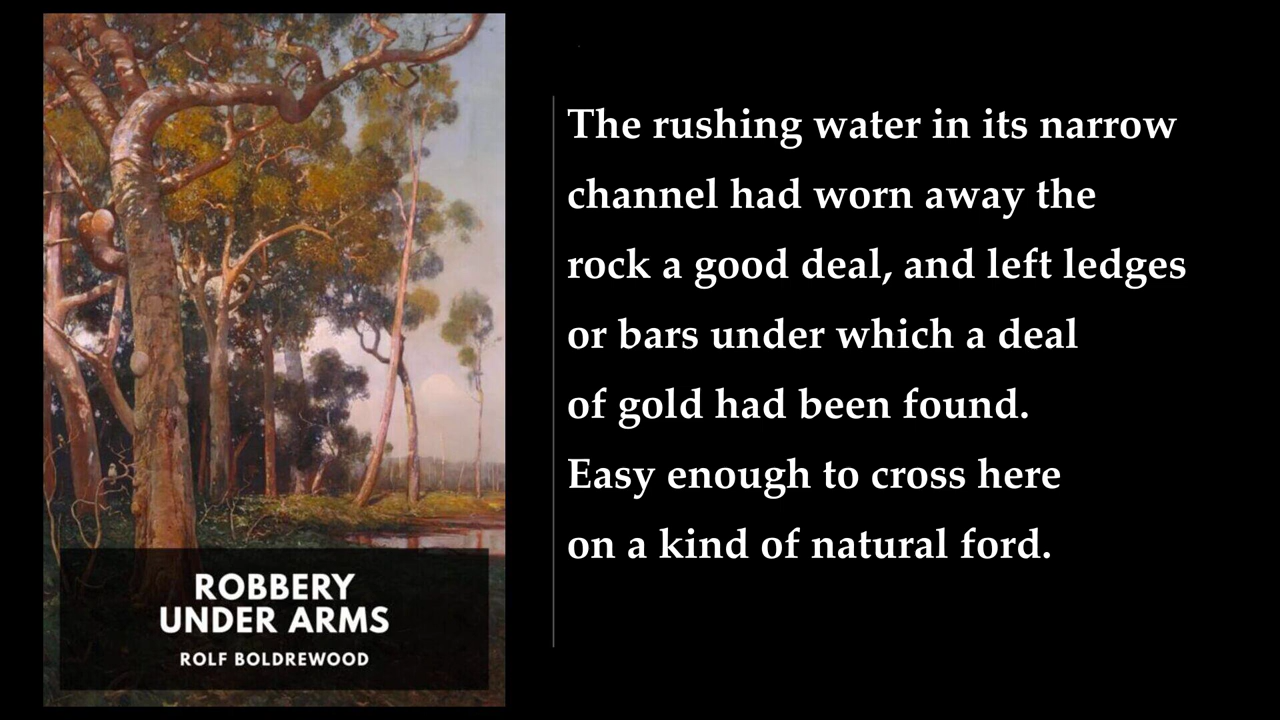 ROBBERY
UNDER ARMS
ROLF BOLDREWOOD
The rushing water in its narrow
channel had worn away the
rock a good deal, and left ledges
or bars under which a deal
of gold had been found.
Easy enough to cross here
on a kind of natural ford.